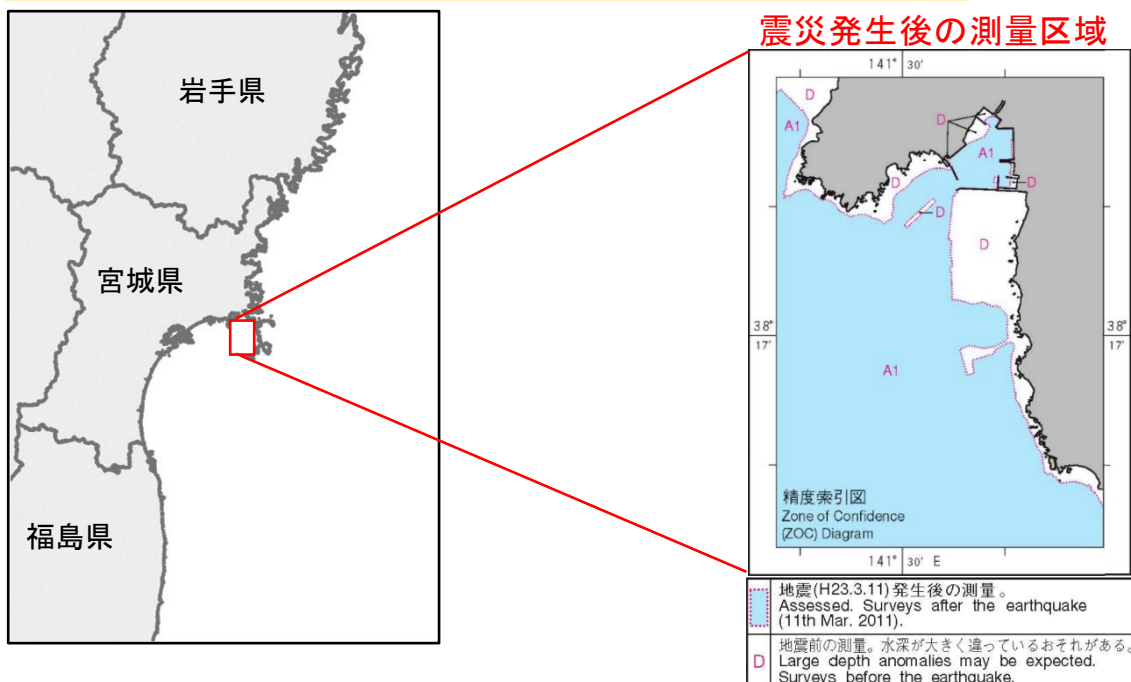 震災発生後の測量区域
岩手県
宮城県
福島県
141° 30′
D
A1
D
A1
D
D
D
D
38°
17′
38°
17′
A1
精度索引図
Zone of Confidence
(ZOC) Diagram
141° 30′ E
地震(H23.3.11)発生後の測量。
Assessed. Surveys after the earthquake
(11th Mar. 2011).
地震前の測量。水深が大きく違っているおそれがある。
D
Large depth anomalies may be expected.
Surveys before the earthquake.